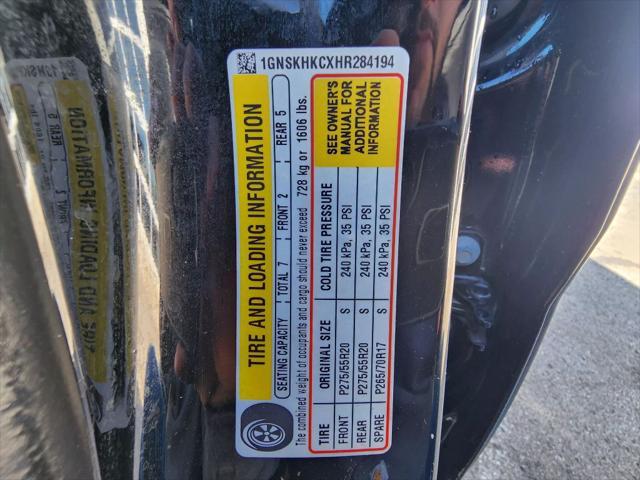 1GNSKHKCXHR284194
TIRE AND LOADING INFORMATION
SEATING CAPACITY TOTAL 7 FRONT 2 REAR 5
The combined weight of occupants and cargo should never exceed 728 kg or 1606 lbs.
TIRE ORIGINAL SIZE COLD TIRE PRESSURE
FRONT P275/55R20 S 240 kPa, 35 PSI
REAR P275/55R20 S 240 kPa, 35 PSI
SPARE P265/70R17 S 240 kPa, 35 PSI
SEE OWNER'S
MANUAL FOR
ADDITIONAL
INFORMATION